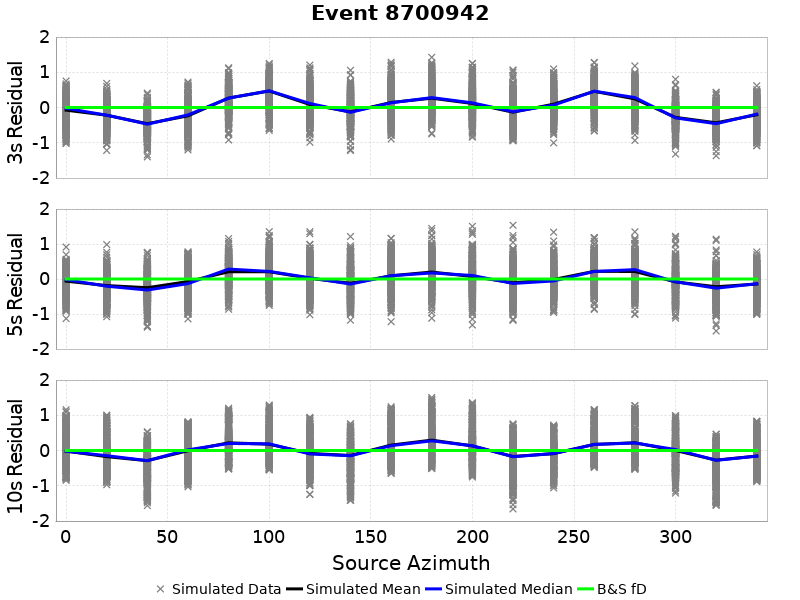 Event 8700942
2
1
0
-1
-2
3s Residual
2
1
0
-1
-2
5s Residual
2
1
0
-1
-2
10s Residual
0 50 100 150 200 250 300
Source Azimuth
Simulated Data Simulated Mean Simulated Median B&S fD